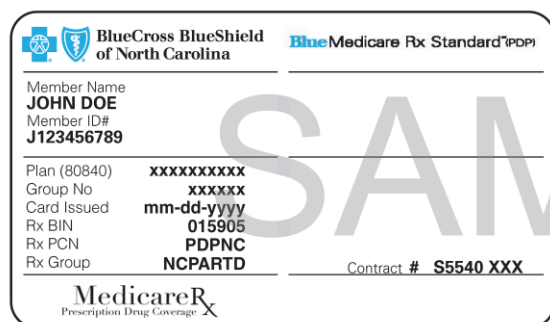 BlueCross BlueShield
of North Carolina
BlueMedicare Rx Standard℠(PDP)
Member Name
JOHN DOE
Member ID#
J123456789
Plan (80840) xxxxxxxxxx
Group No xxxxxx
Card Issued mm-dd-yyyy
Rx BIN 015905
Rx PCN PDPNC
Rx Group NCPARTD
Contract # S5540 XXX
MedicareRx
Prescription Drug Coverage
SAM